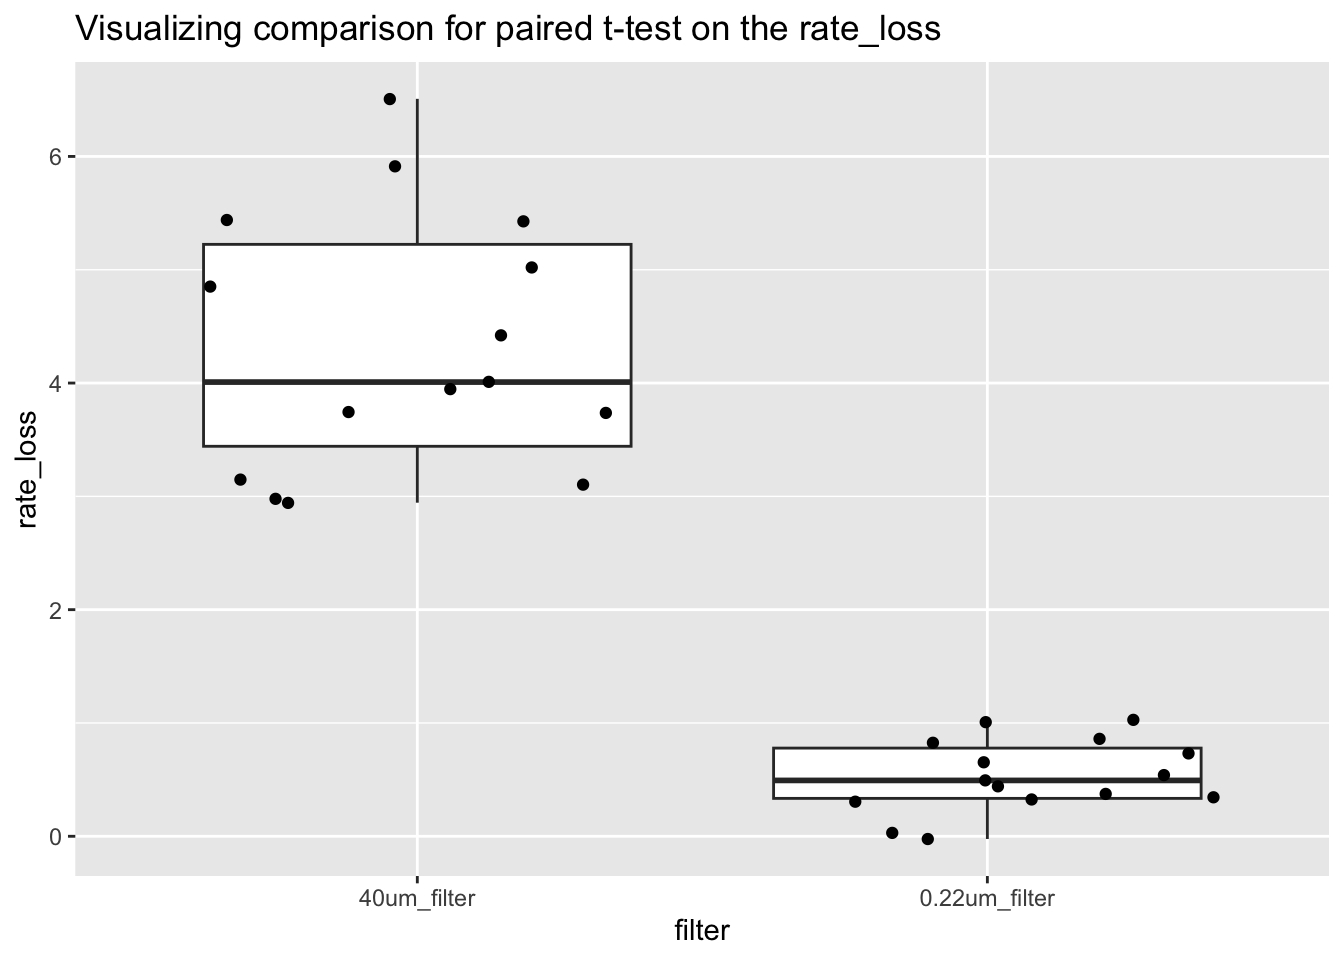 Visualizing comparison for paired t-test on the rate_loss
6
4
2
0
rate_loss
40um_filter
0.22um_filter
filter